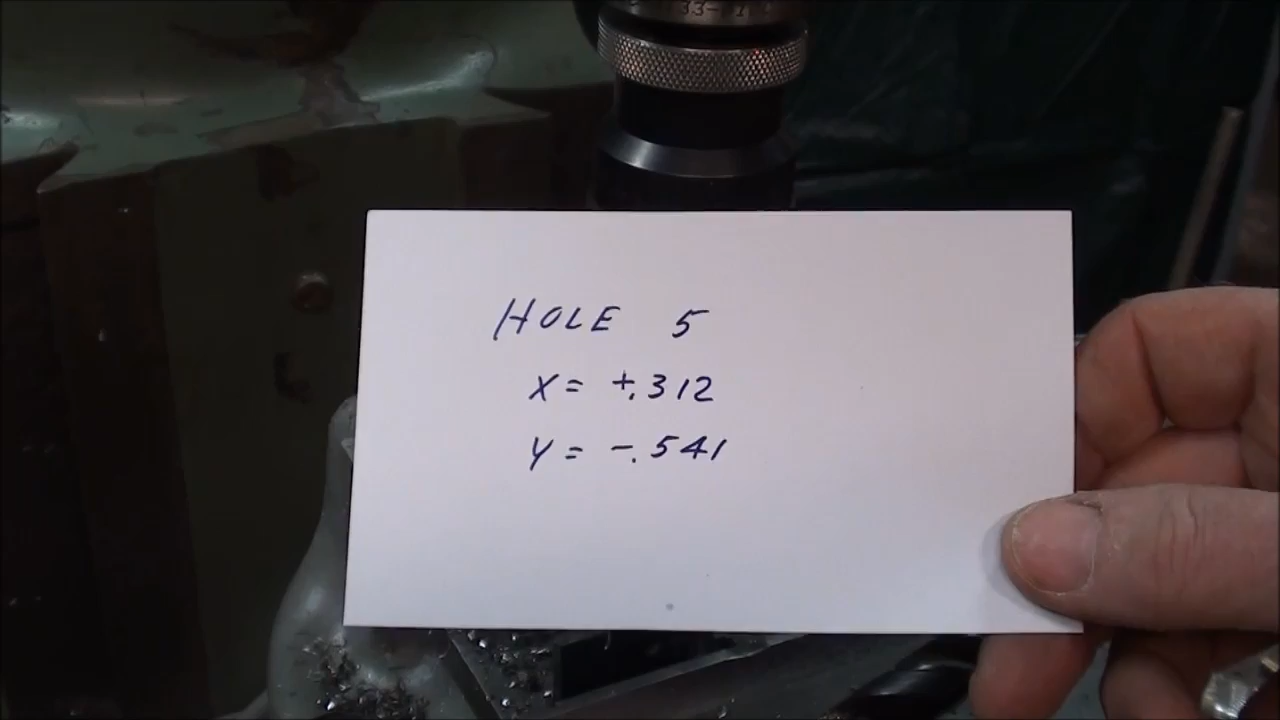 HOLE 5
X = +.312
Y = -.541